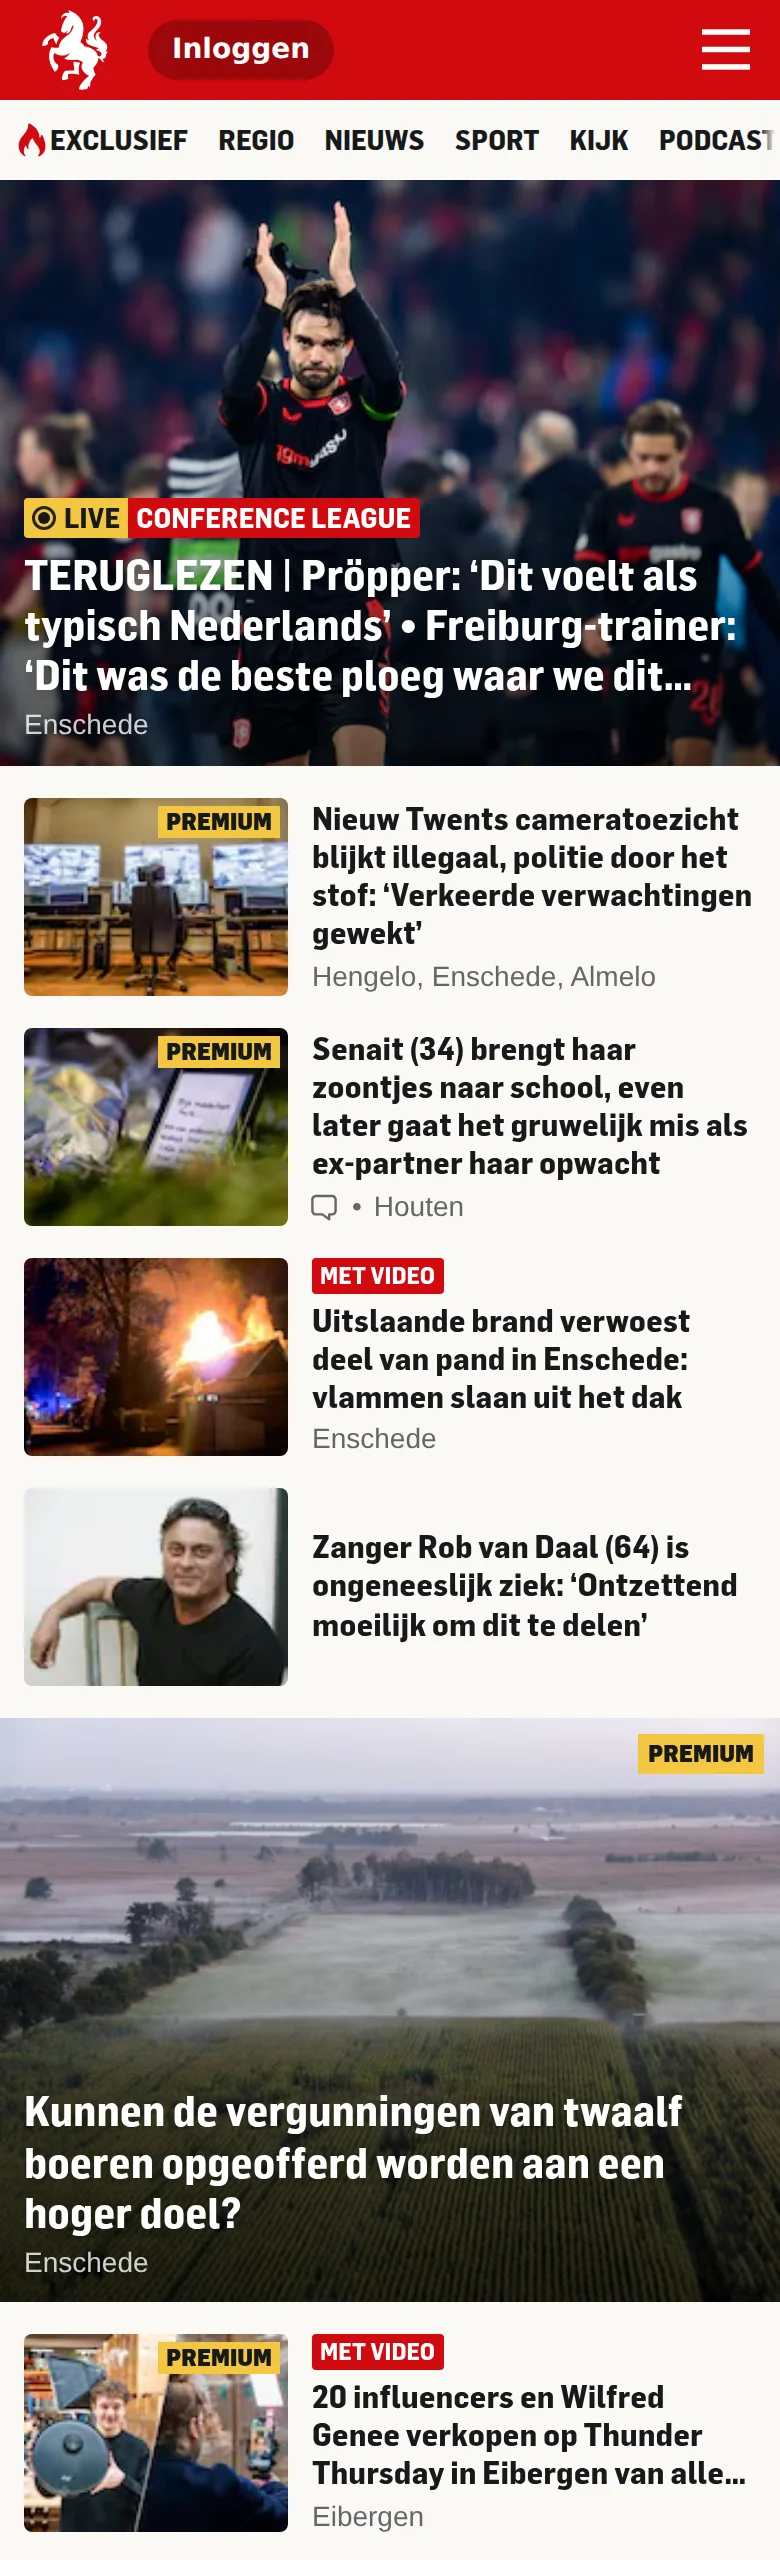 Inloggen
EXCLUSIEF REGIO NIEUWS SPORT KIJK PODCAST
LIVE CONFERENCE LEAGUE
TERUGLEZEN | Pröpper: ‘Dit voelt als
typisch Nederlands’ • Freiburg-trainer:
‘Dit was de beste ploeg waar we dit...
Enschede
PREMIUM
Nieuw Twents cameratoezicht
blijkt illegaal, politie door het
stof: ‘Verkeerde verwachtingen
gewekt’
Hengelo, Enschede, Almelo
PREMIUM
Senait (34) brengt haar
zoontjes naar school, even
later gaat het gruwelijk mis als
ex-partner haar opwacht
• Houten
MET VIDEO
Uitslaande brand verwoest
deel van pand in Enschede:
vlammen slaan uit het dak
Enschede
Zanger Rob van Daal (64) is
ongeneeslijk ziek: ‘Ontzettend
moeilijk om dit te delen’
PREMIUM
Kunnen de vergunningen van twaalf
boeren opgeofferd worden aan een
hoger doel?
Enschede
PREMIUM
MET VIDEO
20 influencers en Wilfred
Genee verkopen op Thunder
Thursday in Eibergen van alle...
Eibergen